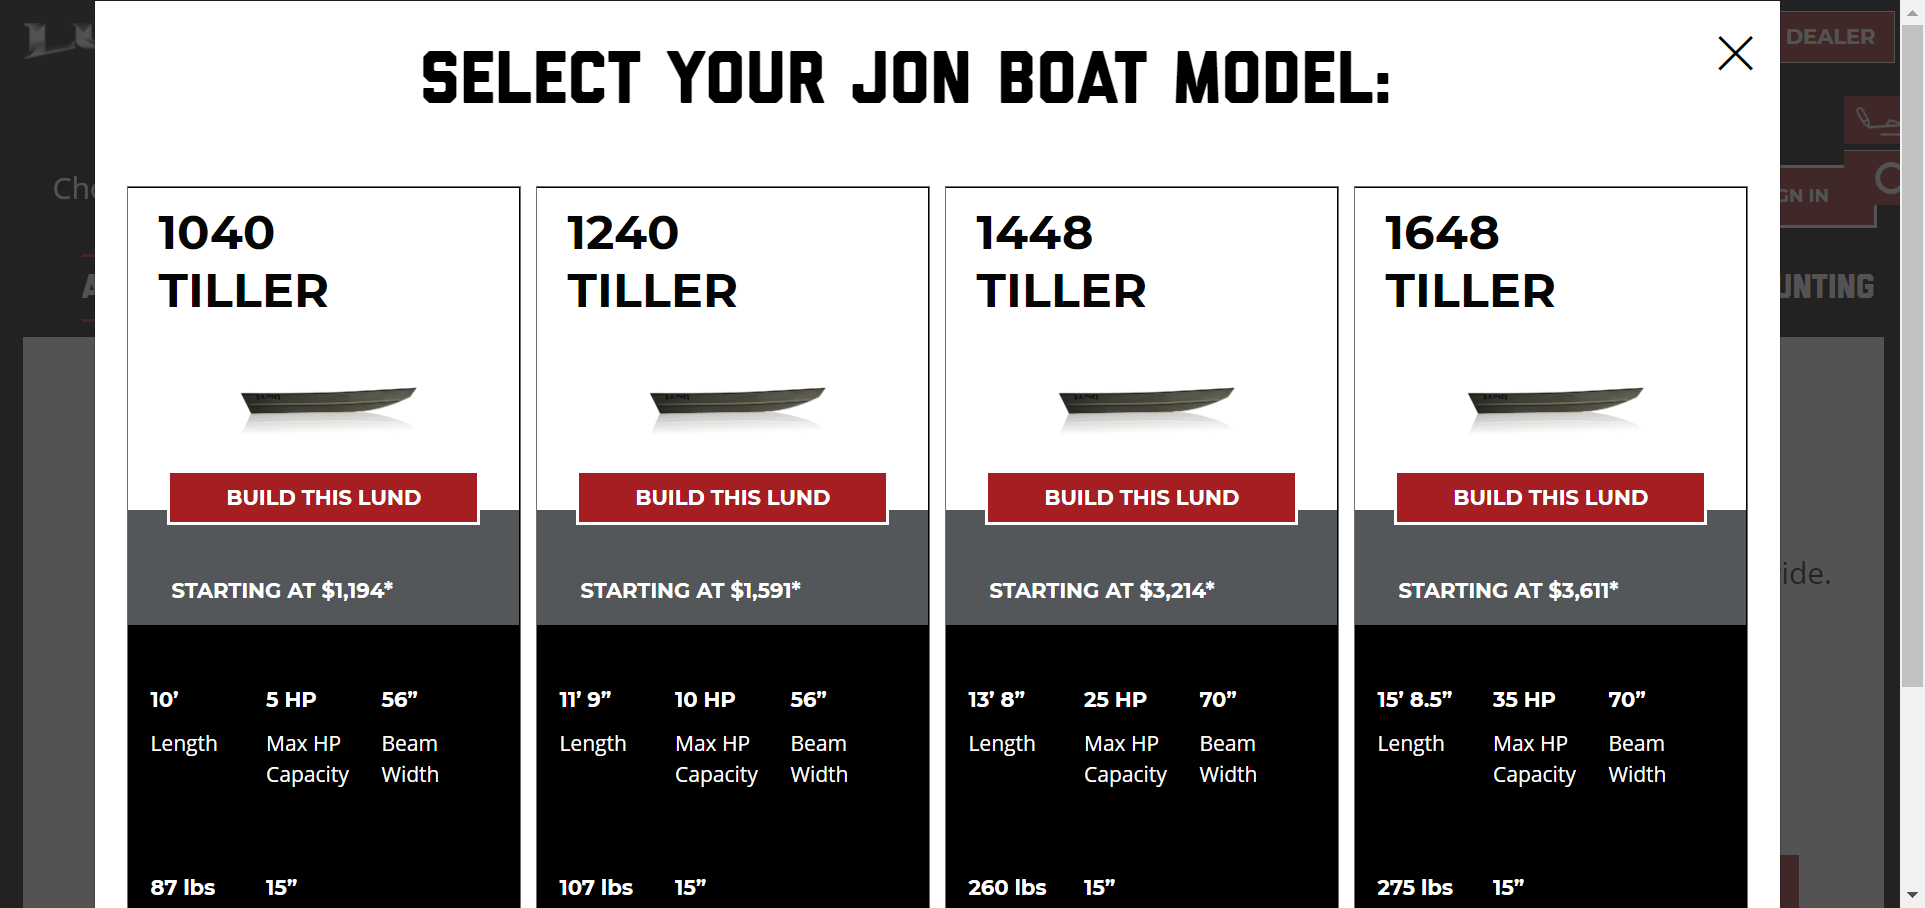 SELECT YOUR JON BOAT MODEL:
DEALER
GN IN
UNTING
ide.
1040
TILLER
BUILD THIS LUND
STARTING AT $1,194*
10’ 5 HP 56”
Length Max HP Beam
Capacity Width
87 lbs 15”
1240
TILLER
BUILD THIS LUND
STARTING AT $1,591*
11’ 9” 10 HP 56”
Length Max HP Beam
Capacity Width
107 lbs 15”
1448
TILLER
BUILD THIS LUND
STARTING AT $3,214*
13’ 8” 25 HP 70”
Length Max HP Beam
Capacity Width
260 lbs 15”
1648
TILLER
BUILD THIS LUND
STARTING AT $3,611*
15’ 8.5” 35 HP 70”
Length Max HP Beam
Capacity Width
275 lbs 15”